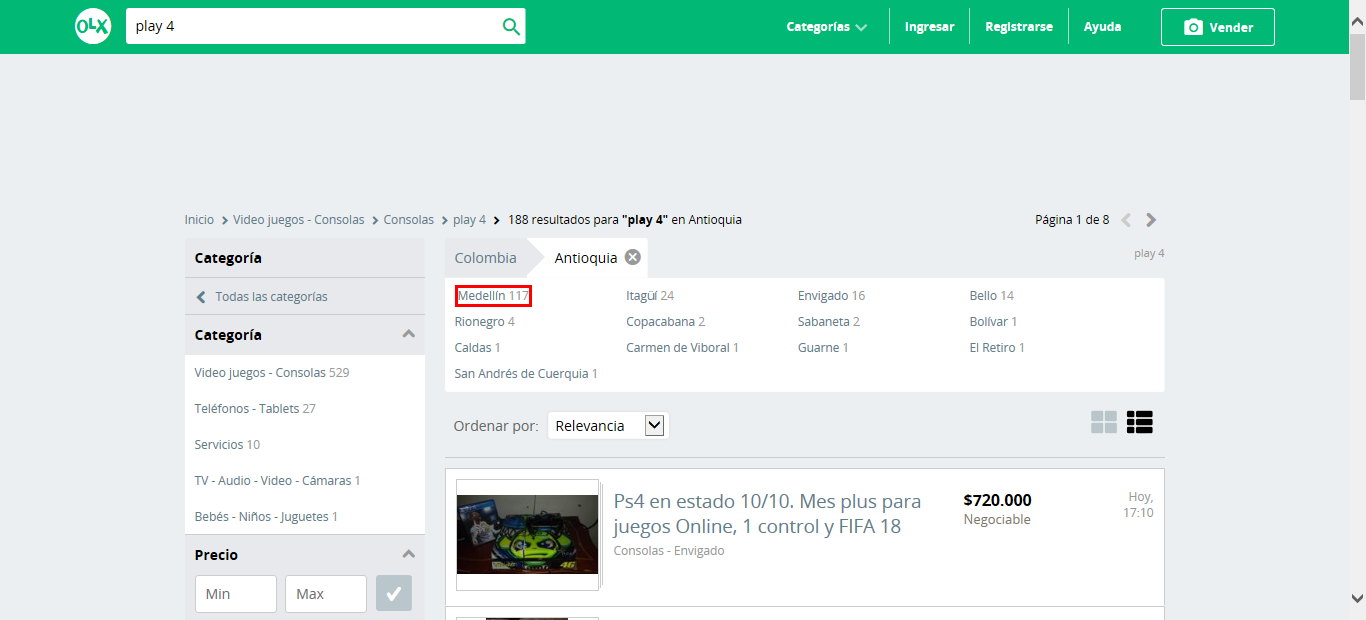 OLX play 4 Categorías Ingresar Registrarse Ayuda Vender
Inicio Video juegos - Consolas Consolas play 4 188 resultados para "play 4" en Antioquia Página 1 de 8
Categoría
Todas las categorías
Categoría
Video juegos - Consolas 529
Teléfonos - Tablets 27
Servicios 10
TV - Audio - Video - Cámaras 1
Bebés - Niños - Juguetes 1
Precio
Min Max
Colombia Antioquia play 4
Medellín 117 Itagüí 24 Envigado 16 Bello 14
Rionegro 4 Copacabana 2 Sabaneta 2 Bolívar 1
Caldas 1 Carmen de Viboral 1 Guarne 1 El Retiro 1
San Andrés de Cuerquia 1
Ordenar por: Relevancia
Ps4 en estado 10/10. Mes plus para
juegos Online, 1 control y FIFA 18
Consolas - Envigado
$720.000
Negociable
Hoy,
17:10